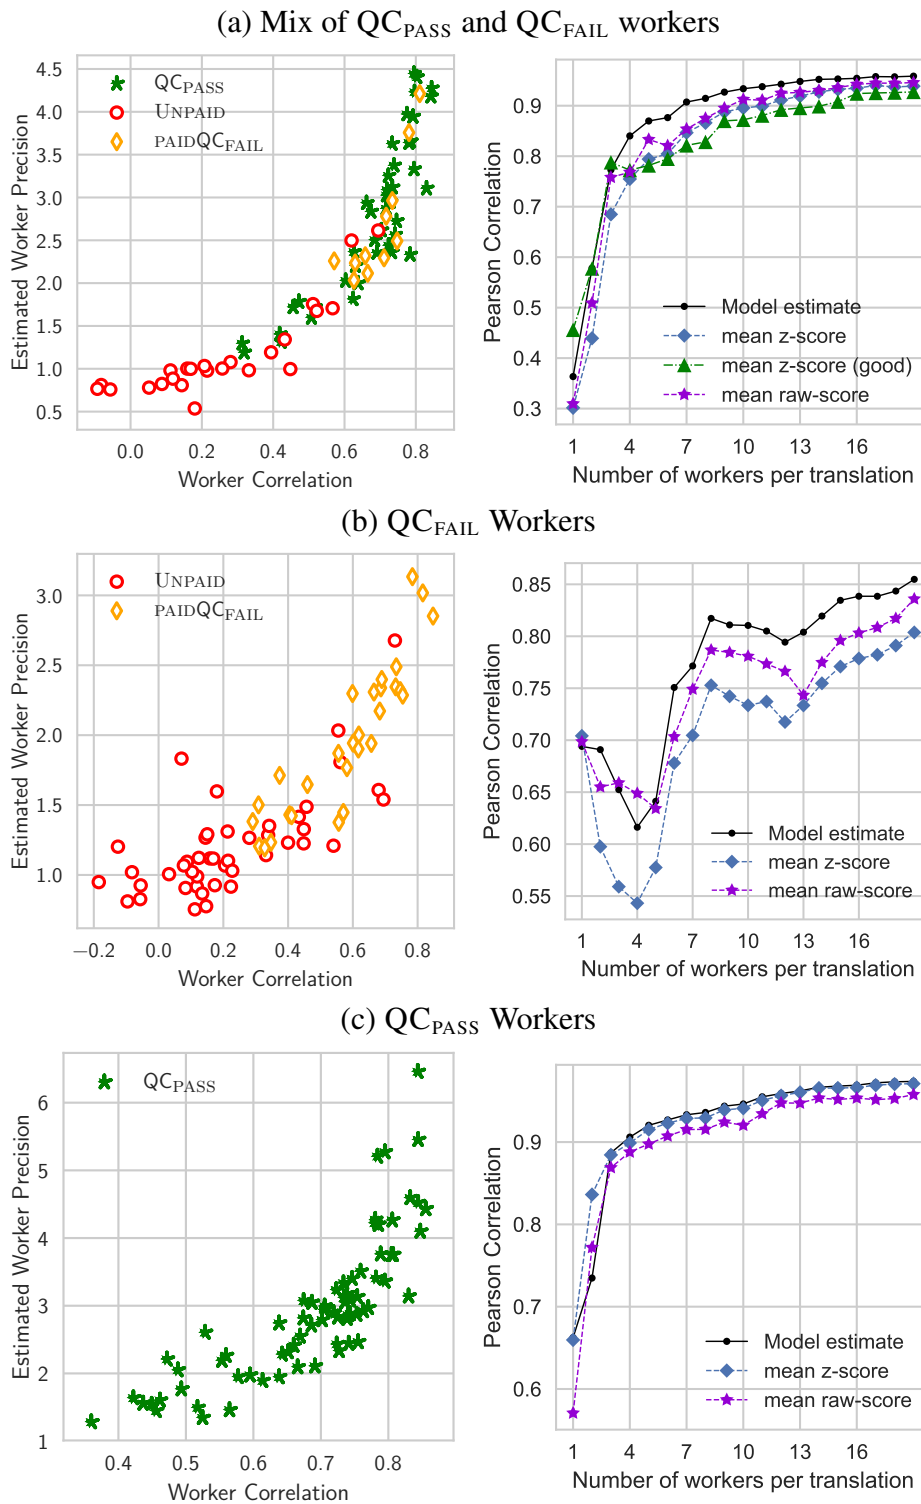 (a) Mix of QCPASS and QCFAIL workers
Estimated Worker Precision
4.5
4.0
3.5
3.0
2.5
2.0
1.5
1.0
0.5
QCPASS
UNPAID
PAIDQCFAIL
0.0 0.2 0.4 0.6 0.8
Worker Correlation
Pearson Correlation
0.9
0.8
0.7
0.6
0.5
0.4
0.3
Model estimate
mean z-score
mean z-score (good)
mean raw-score
1 4 7 10 13 16
Number of workers per translation
(b) QCFAIL Workers
Estimated Worker Precision
3.0
2.5
2.0
1.5
1.0
UNPAID
PAIDQCFAIL
−0.2 0.0 0.2 0.4 0.6 0.8
Worker Correlation
Pearson Correlation
0.85
0.80
0.75
0.70
0.65
0.60
0.55
Model estimate
mean z-score
mean raw-score
1 4 7 10 13 16
Number of workers per translation
(c) QCPASS Workers
Estimated Worker Precision
6
5
4
3
2
1
QCPASS
0.4 0.5 0.6 0.7 0.8
Worker Correlation
Pearson Correlation
0.9
0.8
0.7
0.6
Model estimate
mean z-score
mean raw-score
1 4 7 10 13 16
Number of workers per translation